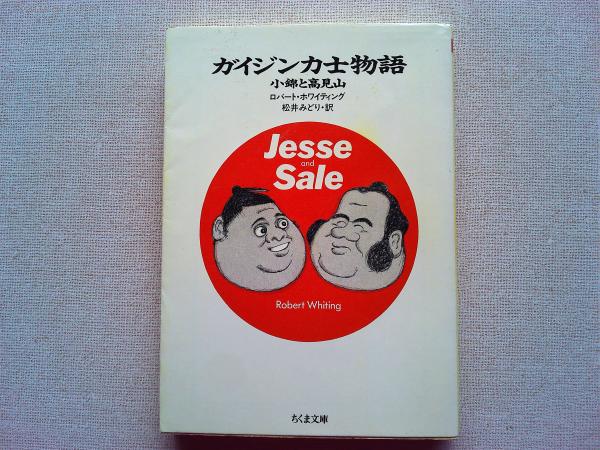 ガイジン力士物語
小錦と高見山
ロバート・ホワイティング
松井みどり・訳
Jesse
and
Sale
Robert Whiting
ちくま文庫